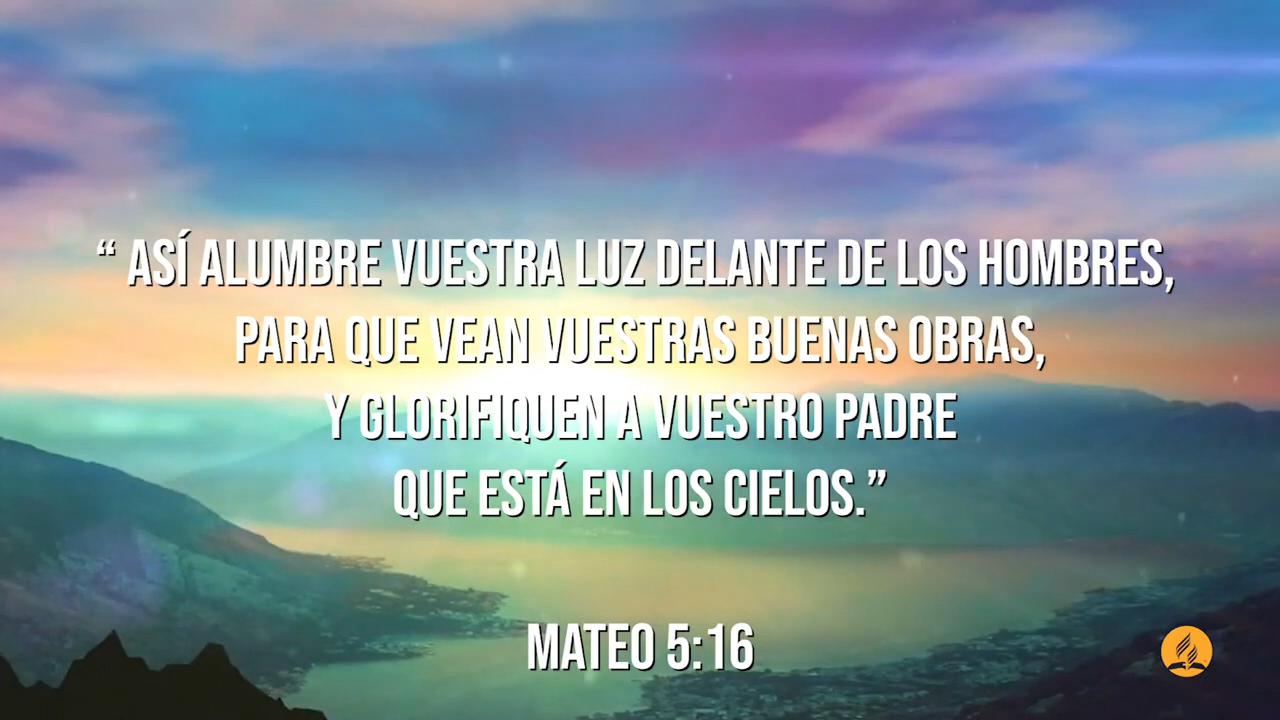 “ ASÍ ALUMBRE VUESTRA LUZ DELANTE DE LOS HOMBRES,
PARA QUE VEAN VUESTRAS BUENAS OBRAS,
Y GLORIFIQUEN A VUESTRO PADRE
QUE ESTÁ EN LOS CIELOS.”
MATEO 5:16